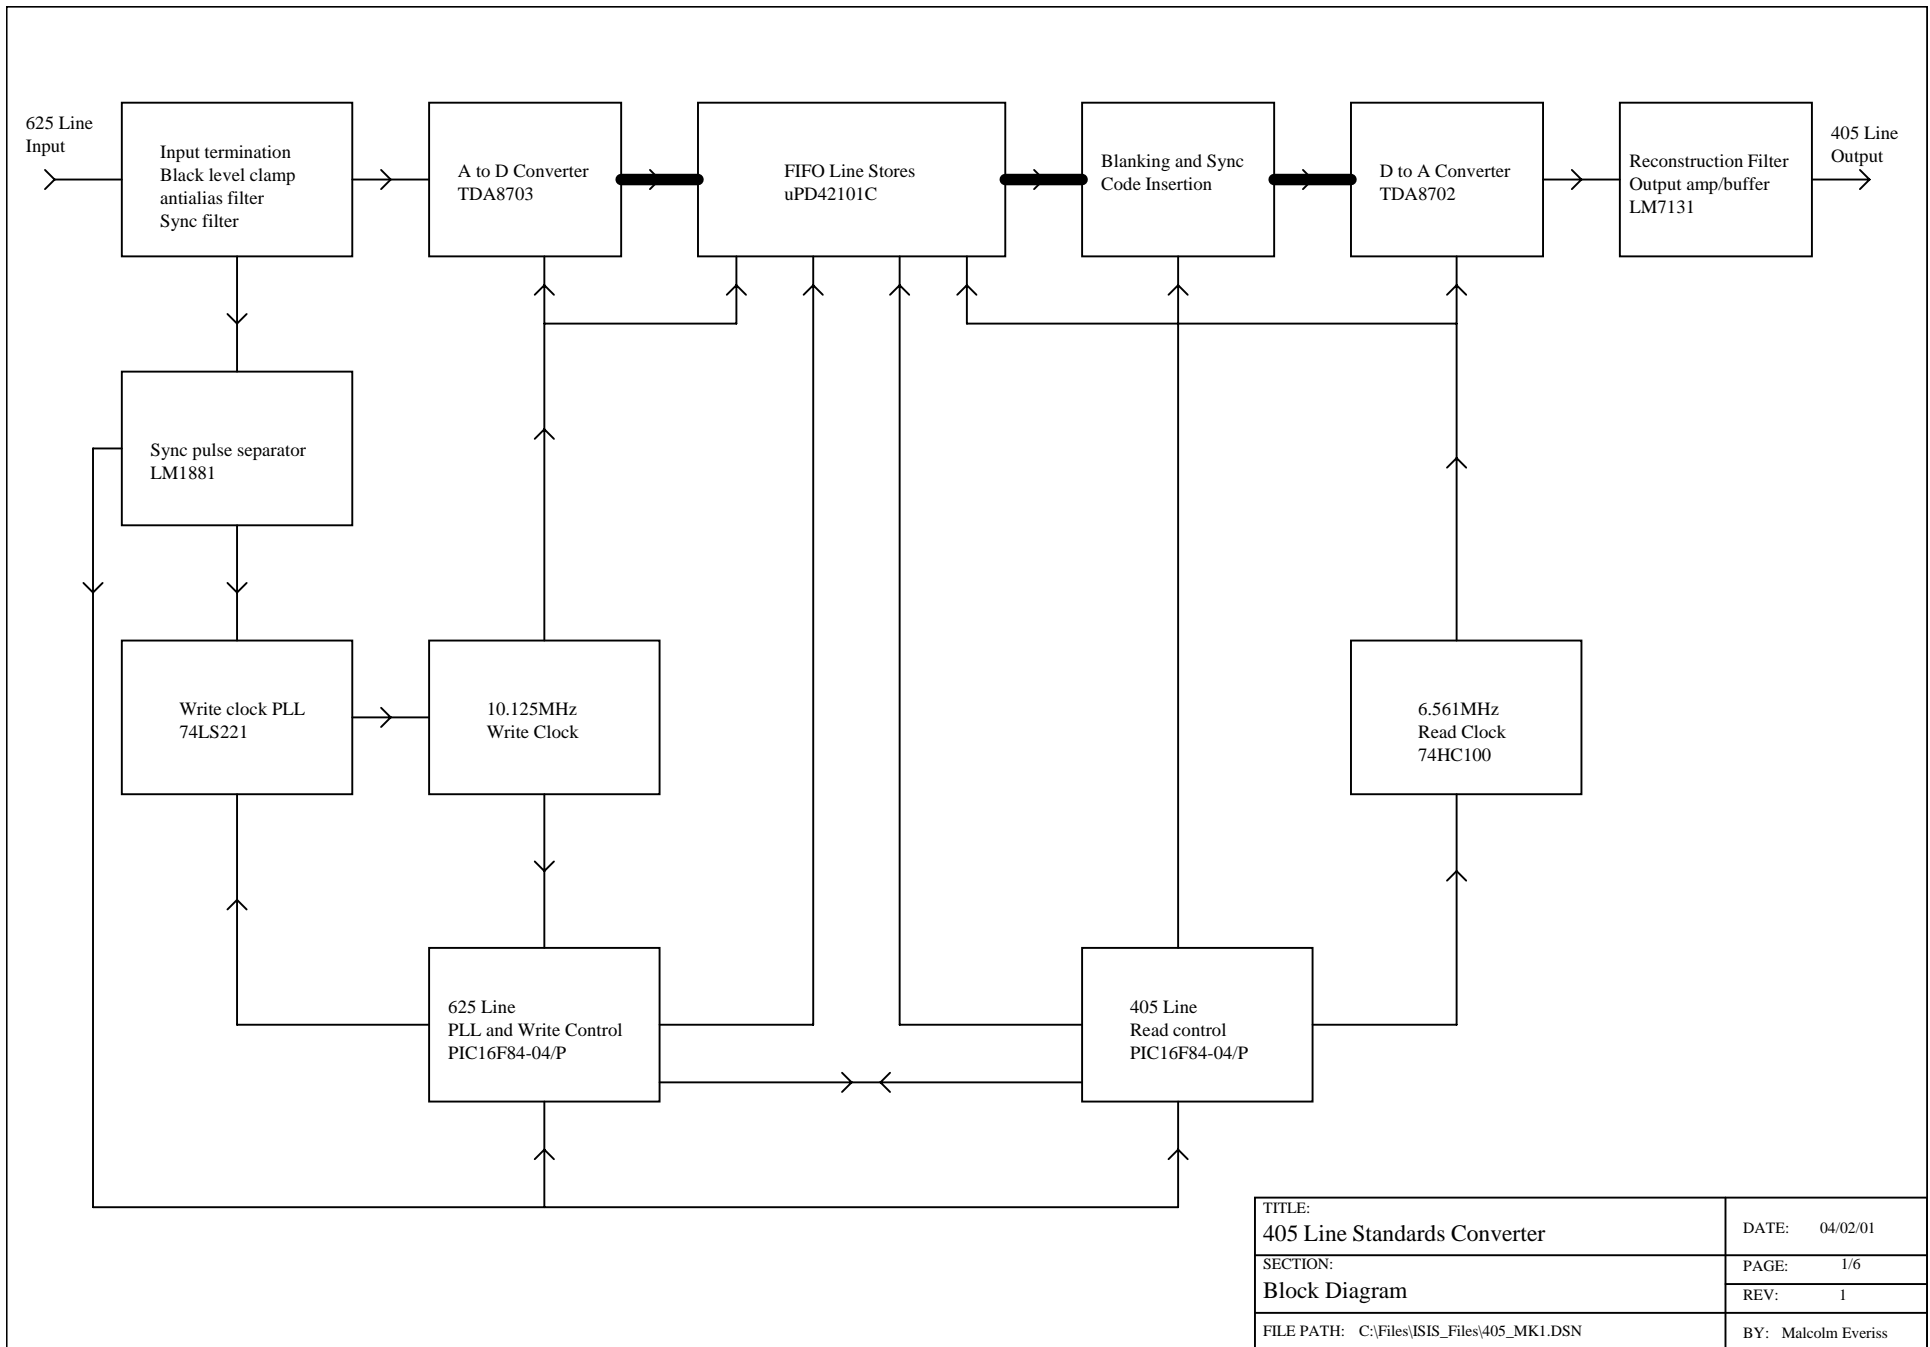 625 Line
Input
Input termination
Black level clamp
antialias filter
Sync filter
A to D Converter
TDA8703
FIFO Line Stores
uPD42101C
Blanking and Sync
Code Insertion
D to A Converter
TDA8702
Reconstruction Filter
Output amp/buffer
LM7131
405 Line
Output
Sync pulse separator
LM1881
Write clock PLL
74LS221
10.125MHz
Write Clock
6.561MHz
Read Clock
74HC100
625 Line
PLL and Write Control
PIC16F84-04/P
405 Line
Read control
PIC16F84-04/P
TITLE:
405 Line Standards Converter
DATE: 04/02/01
SECTION:
Block Diagram
PAGE: 1/6
REV: 1
FILE PATH: C:\Files\ISIS_Files\405_MK1.DSN
BY: Malcolm Everiss